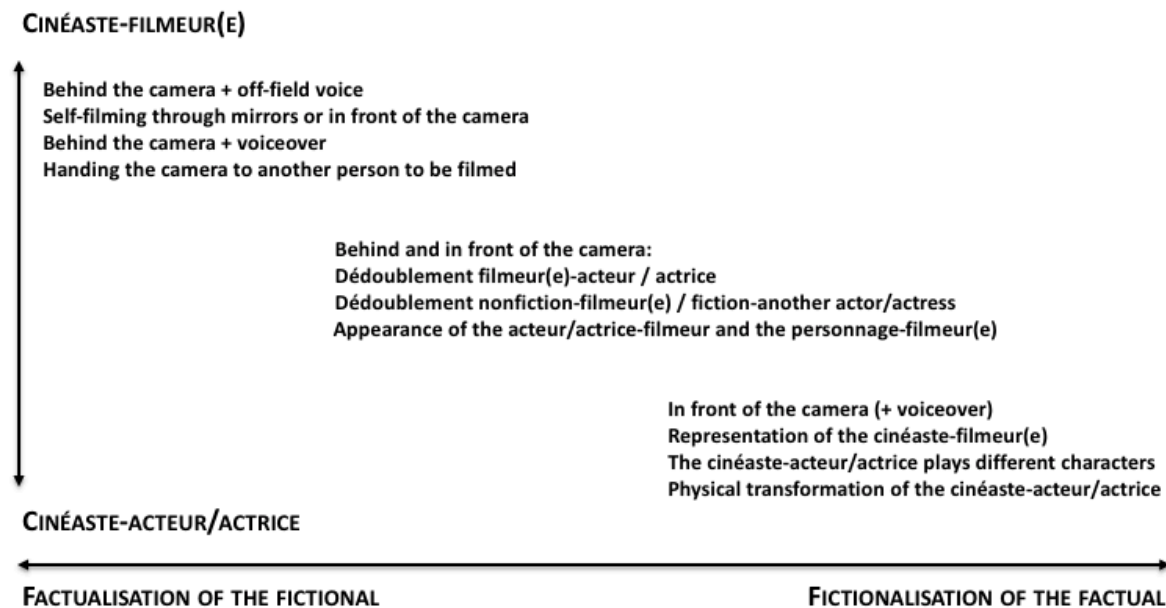 CINÉASTE-FILMEUR(E)
Behind the camera + off-field voice
Self-filming through mirrors or in front of the camera
Behind the camera + voiceover
Handing the camera to another person to be filmed
Behind and in front of the camera:
Dédoublement filmeur(e)-acteur / actrice
Dédoublement nonfiction-filmeur(e) / fiction-another actor/actress
Appearance of the acteur/actrice-filmeur and the personnage-filmeur(e)
In front of the camera (+ voiceover)
Representation of the cinéaste-filmeur(e)
The cinéaste-acteur/actrice plays different characters
Physical transformation of the cinéaste-acteur/actrice
CINÉASTE-ACTEUR/ACTRICE
FACTUALISATION OF THE FICTIONAL
FICTIONALISATION OF THE FACTUAL